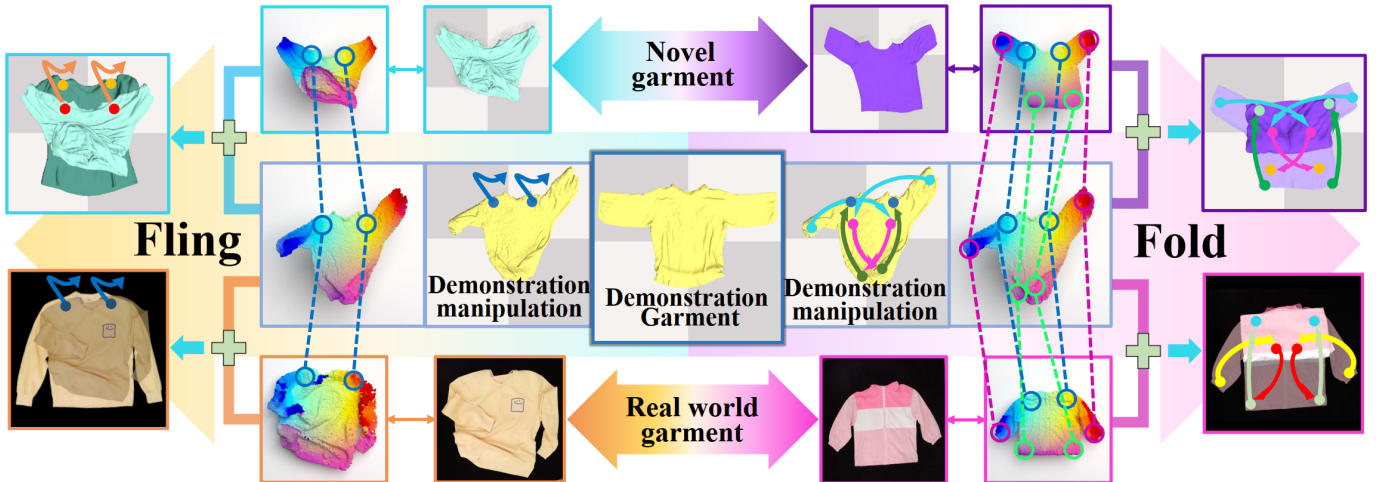 Novel
garment
Fling
Fold
Demonstration
manipulation
Demonstration
Garment
Demonstration
manipulation
Real world
garment